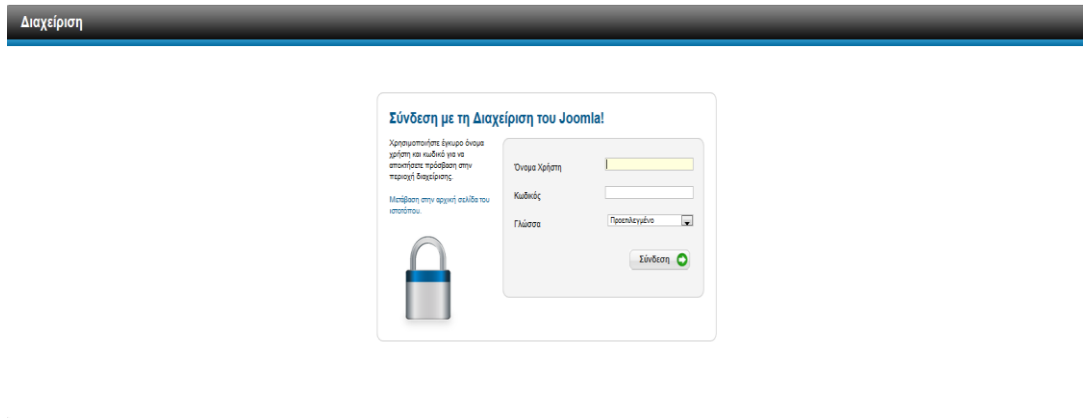 Διαχείριση
Σύνδεση με τη Διαχείριση του Joomla!
Χρησιμοποιήστε έγκυρο όνομα
χρήστη και κωδικό για να
αποκτήσετε πρόσβαση στην
περιοχή διαχείρισης.
Μετάβαση στην αρχική σελίδα του
ιστοτόπου.
Όνομα Χρήστη
Κωδικός
Γλώσσα
Προεπιλεγμένο
Σύνδεση